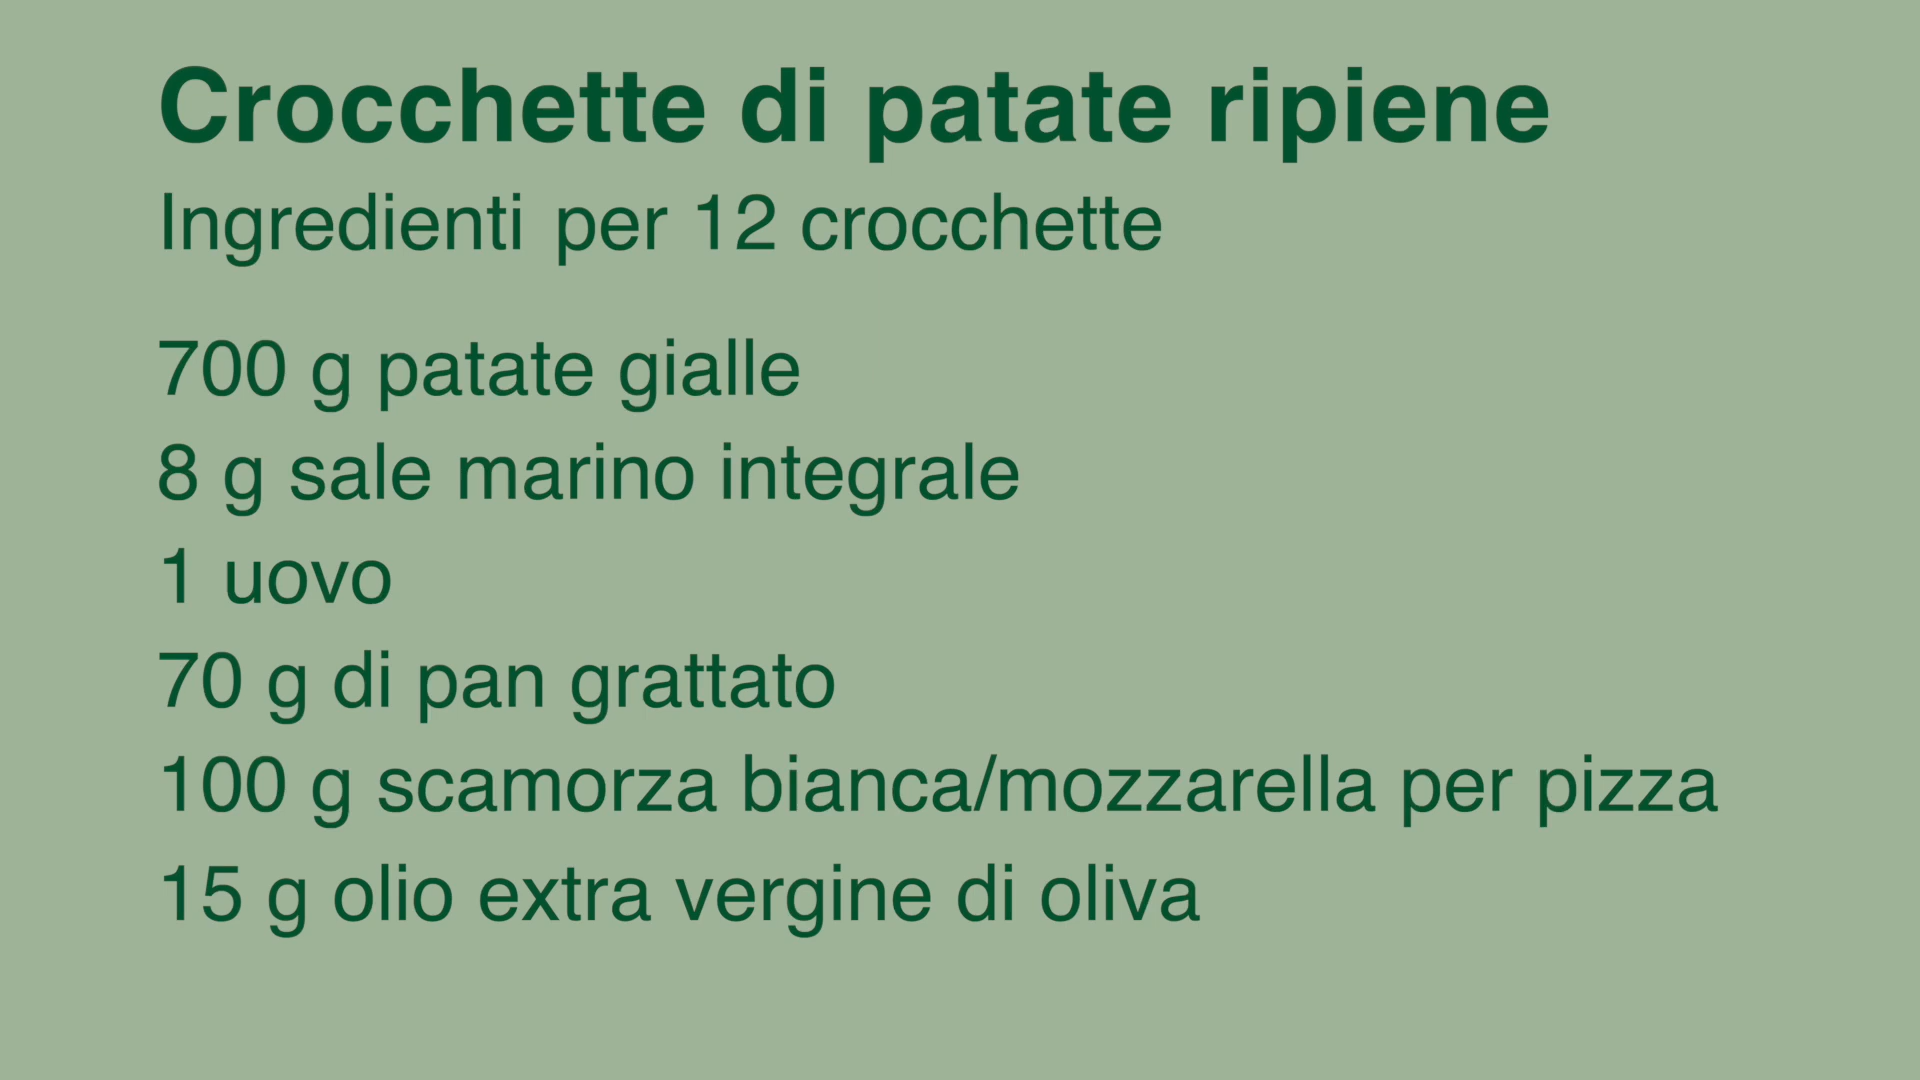 Crocchette di patate ripiene
Ingredienti per 12 crocchette
700 g patate gialle
8 g sale marino integrale
1 uovo
70 g di pan grattato
100 g scamorza bianca/mozzarella per pizza
15 g olio extra vergine di oliva